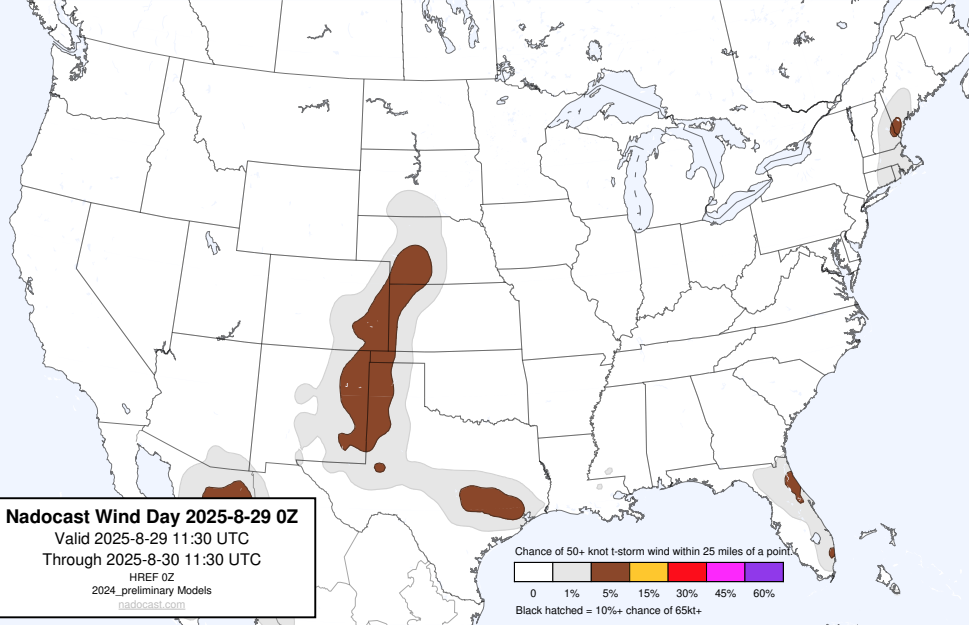 Nadocast Wind Day 2025-8-29 0Z
Valid 2025-8-29 11:30 UTC
Through 2025-8-30 11:30 UTC
HREF 0Z
2024_preliminary Models
nadocast.com
Chance of 50+ knot t-storm wind within 25 miles of a point.
0 1% 5% 15% 30% 45% 60%
Black hatched = 10%+ chance of 65kt+